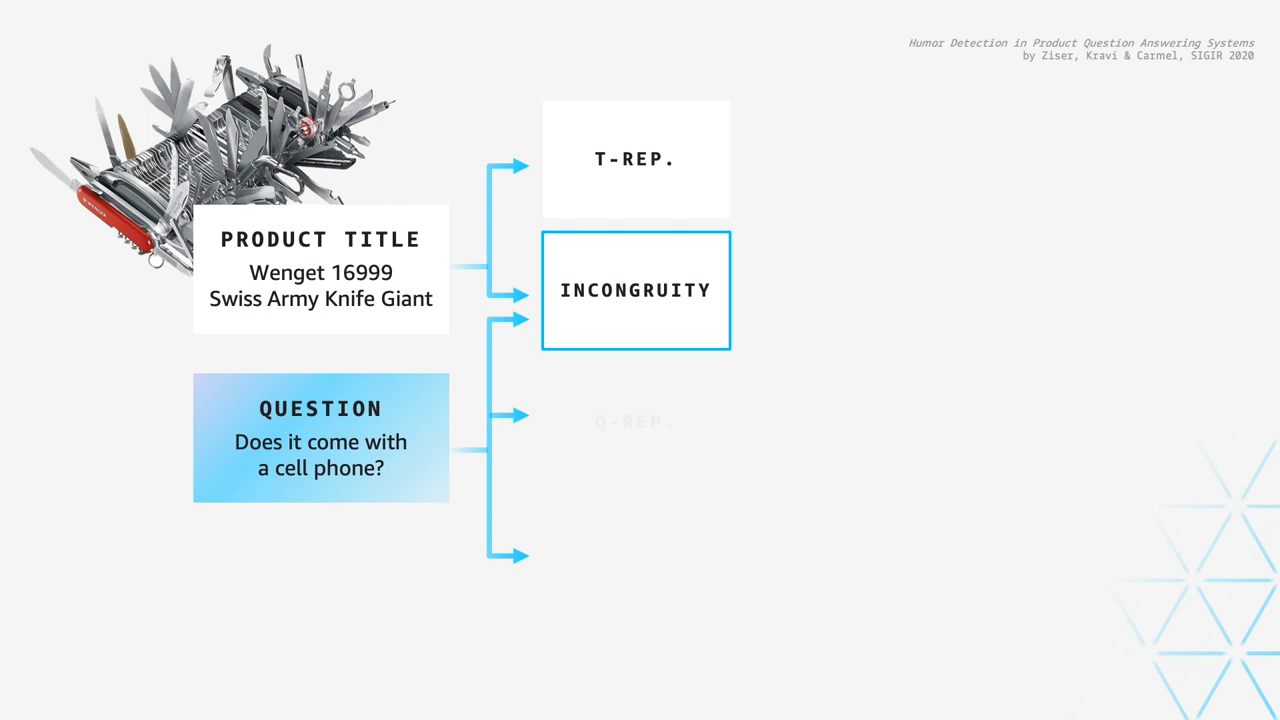 Humor Detection in Product Question Answering Systems
by Ziser, Kravi & Carmel, SIGIR 2020
T-REP.
PRODUCT TITLE
Wenget 16999
Swiss Army Knife Giant
INCONGRUITY
QUESTION
Does it come with
a cell phone?
Q-REP.
WENGER